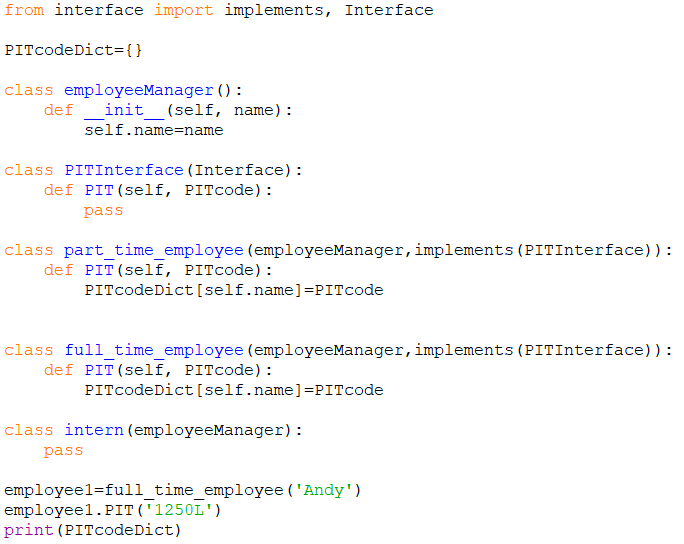 from interface import implements, Interface
PITcodeDict={}
class employeeManager():
    def __init__(self, name):
        self.name=name
class PITInterface(Interface):
    def PIT(self, PITcode):
        pass
class part_time_employee(employeeManager,implements(PITInterface)):
    def PIT(self, PITcode):
        PITcodeDict[self.name]=PITcode
class full_time_employee(employeeManager,implements(PITInterface)):
    def PIT(self, PITcode):
        PITcodeDict[self.name]=PITcode
class intern(employeeManager):
    pass
employee1=full_time_employee('Andy')
employee1.PIT('1250L')
print(PITcodeDict)